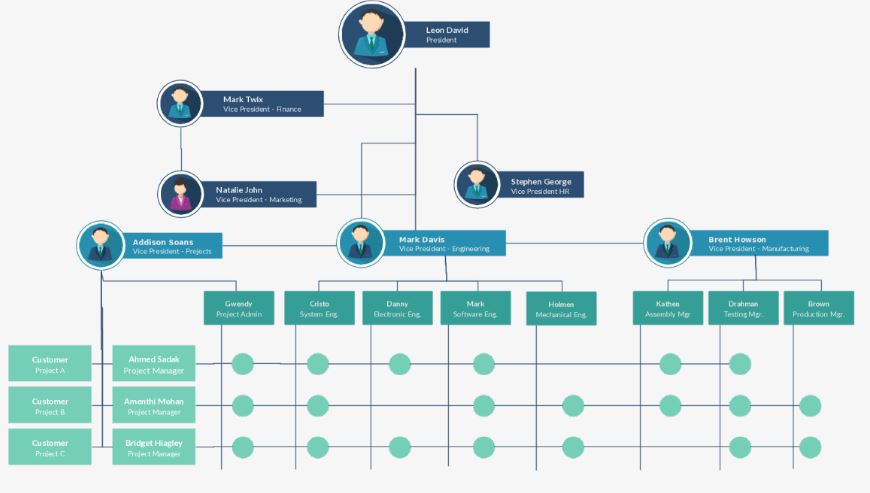 Leon David
President
Mark Twix
Vice President - Finance
Natalie John
Vice President - Marketing
Stephen George
Vice President HR
Addison Soans
Vice President - Projects
Mark Davis
Vice President - Engineering
Brent Howson
Vice President - Manufacturing
Gwendy
Project Admin
Cristo
System Eng.
Danny
Electronic Eng.
Mark
Software Eng.
Holmen
Mechanical Eng.
Kathen
Assembly Mgr
Drahman
Testing Mgr.
Brown
Production Mgr.
Customer
Project A
Ahmed Sadak
Project Manager
Customer
Project B
Amenthi Mohan
Project Manager
Customer
Project C
Bridget Hiagley
Project Manager